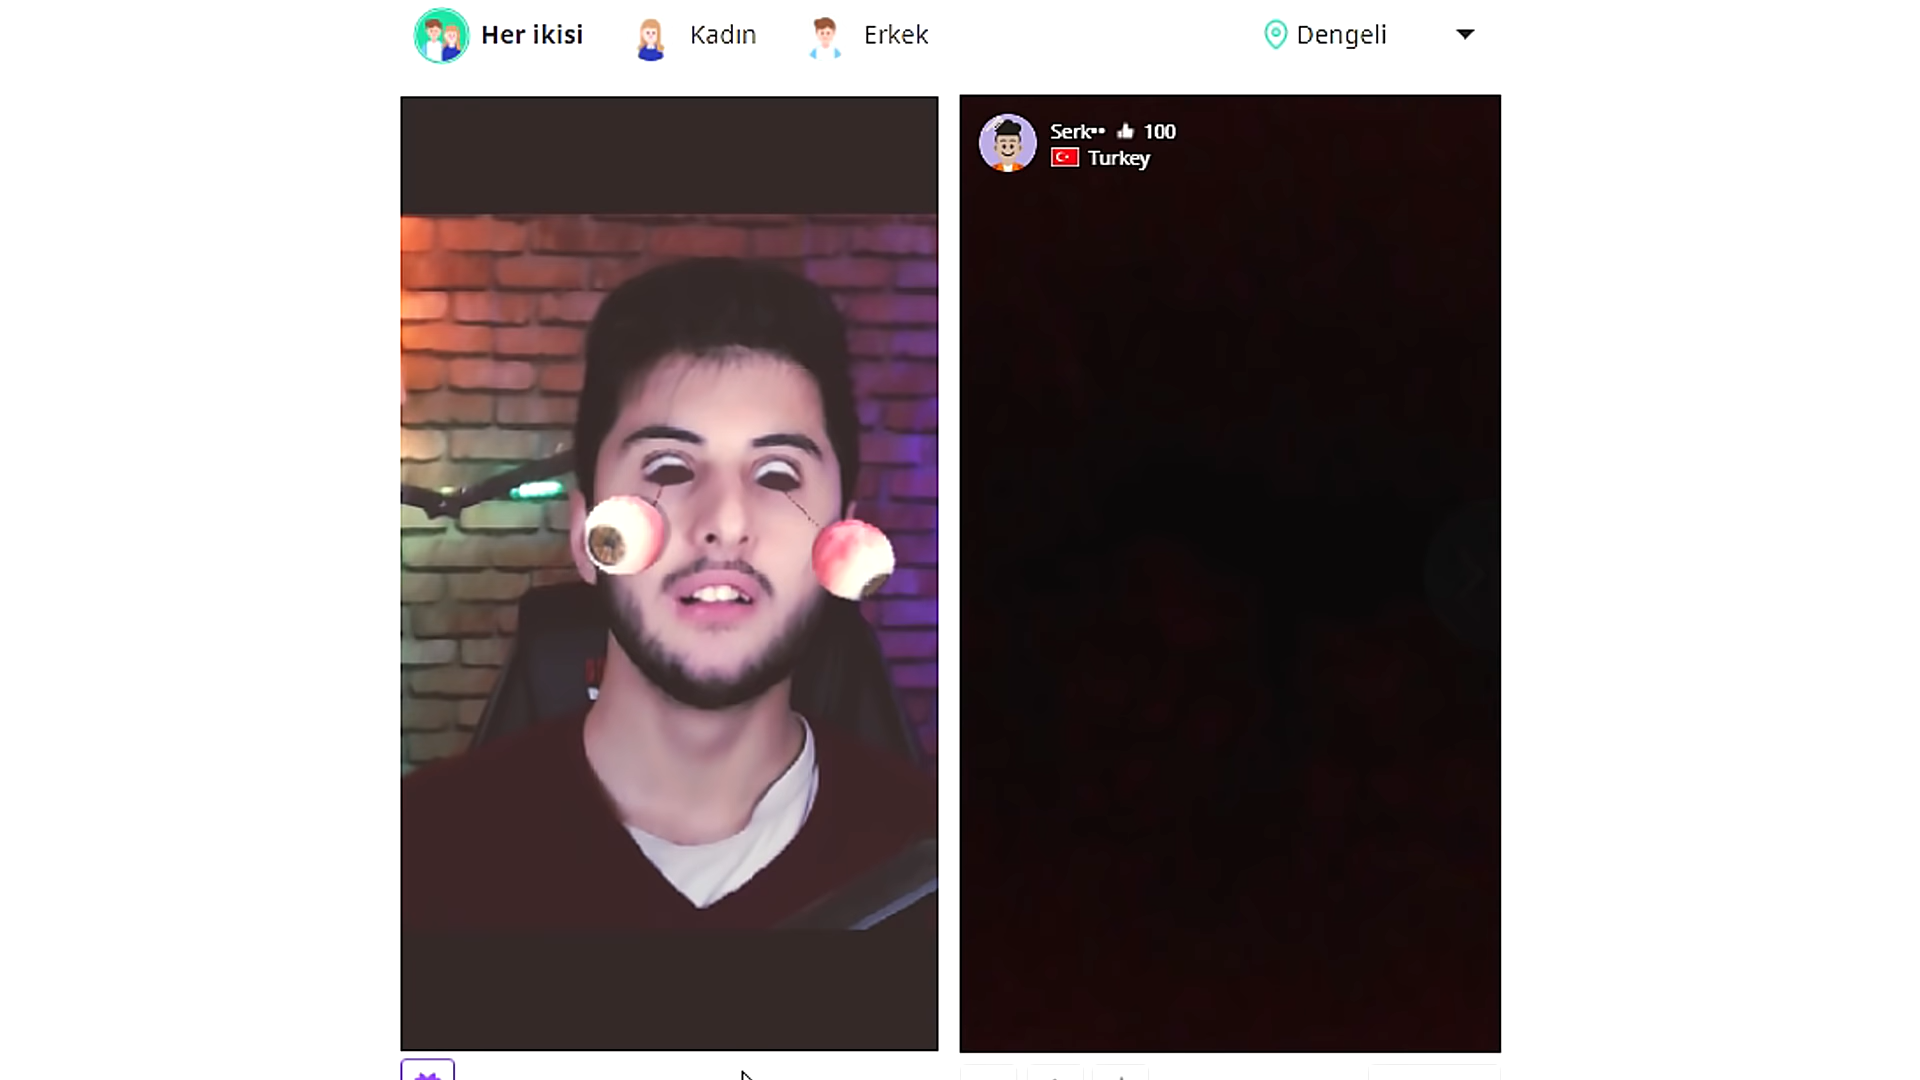 Her ikisi
Kadın
Erkek
Dengeli
Serk•• 100
Turkey